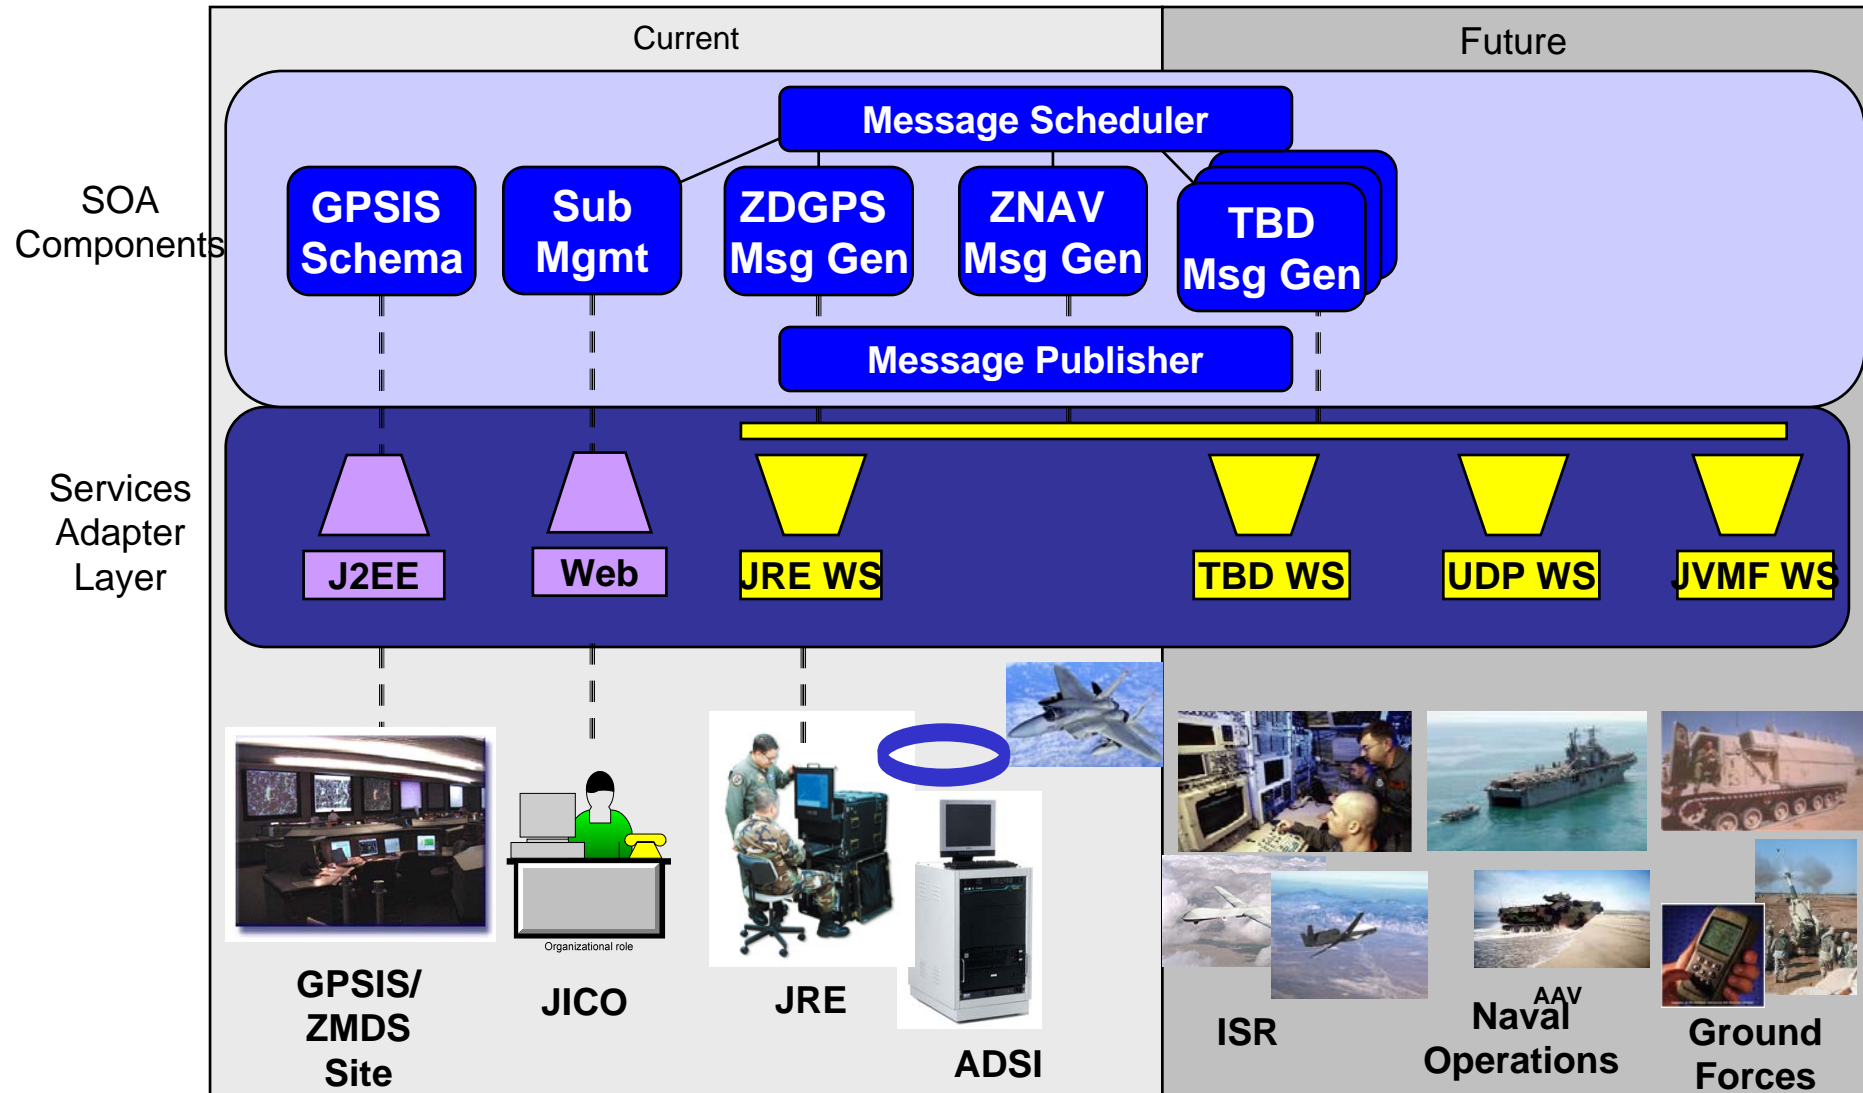 Current
Future
Message Scheduler
SOA
Components
GPSIS
Schema
Sub
Mgmt
ZDGPS
Msg Gen
ZNAV
Msg Gen
TBD
Msg Gen
Message Publisher
Services
Adapter
Layer
J2EE
Web
JRE WS
TBD WS
UDP WS
JVMF WS
Organizational role
GPSIS/
ZMDS
Site
JICO
JRE
ADSI
ISR
AAV
Naval
Operations
Ground
Forces